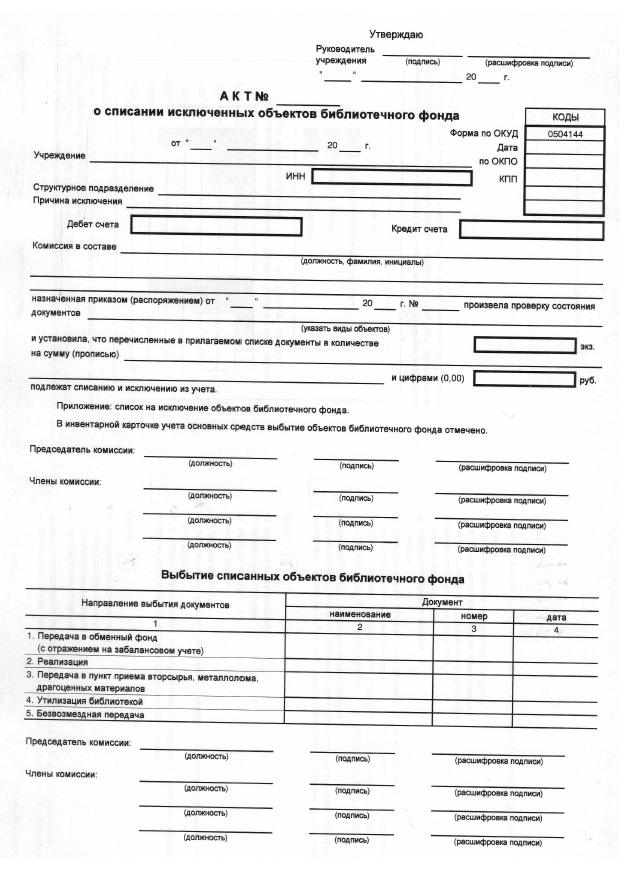 Утверждаю
Руководитель
учреждения
(подпись) (расшифровка подписи)
" " 20 г.
АКТ №
о списании исключенных объектов библиотечного фонда
КОДЫ
Форма по ОКУД 0504144
от " " 20 г. Дата
Учреждение по ОКПО
ИНН КПП
Структурное подразделение
Причина исключения
Дебет счета Кредит счета
Комиссия в составе
(должность, фамилия, инициалы)
назначенная приказом (распоряжением) от " " 20 г. № произвела проверку состояния
документов
(указать виды объектов)
и установила, что перечисленные в прилагаемом списке документы в количестве экз.
на сумму (прописью)
и цифрами (0,00) руб.
подлежат списанию и исключению из учета.
Приложение: список на исключение объектов библиотечного фонда.
В инвентарной карточке учета основных средств выбытие объектов библиотечного фонда отмечено.
Председатель комиссии:
(должность) (подпись) (расшифровка подписи)
Члены комиссии:
(должность) (подпись) (расшифровка подписи)
(должность) (подпись) (расшифровка подписи)
(должность) (подпись) (расшифровка подписи)
Выбытие списанных объектов библиотечного фонда
Направление выбытия документов Документ
наименование номер дата
1 2 3 4
1. Передача в обменный фонд
(с отражением на забалансовом учете)
2. Реализация
3. Передача в пункт приема вторсырья, металлолома,
драгоценных материалов
4. Утилизация библиотекой
5. Безвозмездная передача
Председатель комиссии:
(должность) (подпись) (расшифровка подписи)
Члены комиссии:
(должность) (подпись) (расшифровка подписи)
(должность) (подпись) (расшифровка подписи)
(должность) (подпись) (расшифровка подписи)